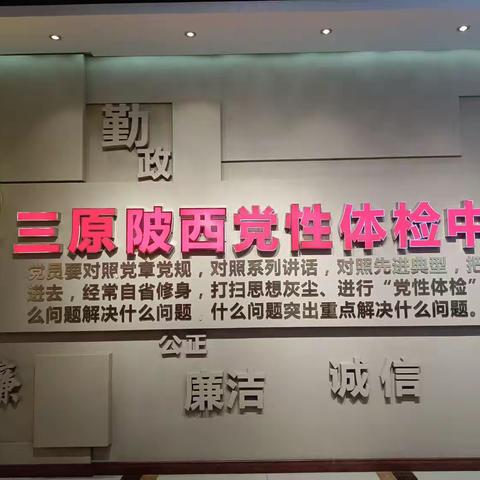 勤
政
三原陂西党性体检中
党员要对照党章党规，对照系列讲话，对照先进典型，把
进去，经常自省修身，打扫思想灰尘、进行“党性体检”
么问题解决什么问题，什么问题突出重点解决什么问题。
公正
廉
廉洁
诚信